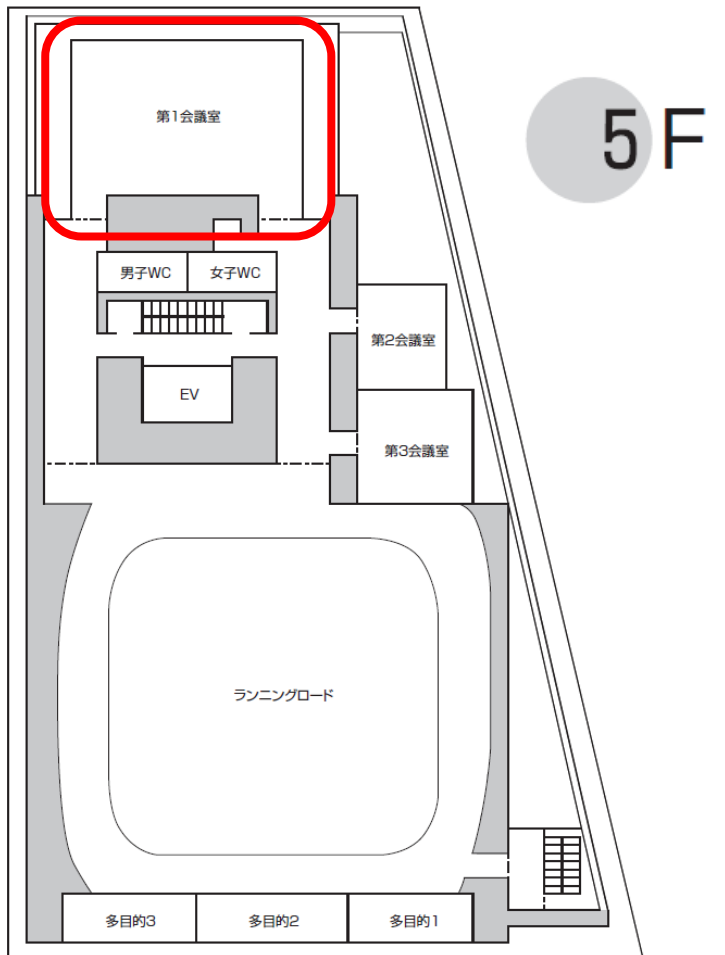 第1会議室
5F
男子WC
女子WC
第2会議室
EV
第3会議室
ランニングロード
多目的3
多目的2
多目的1